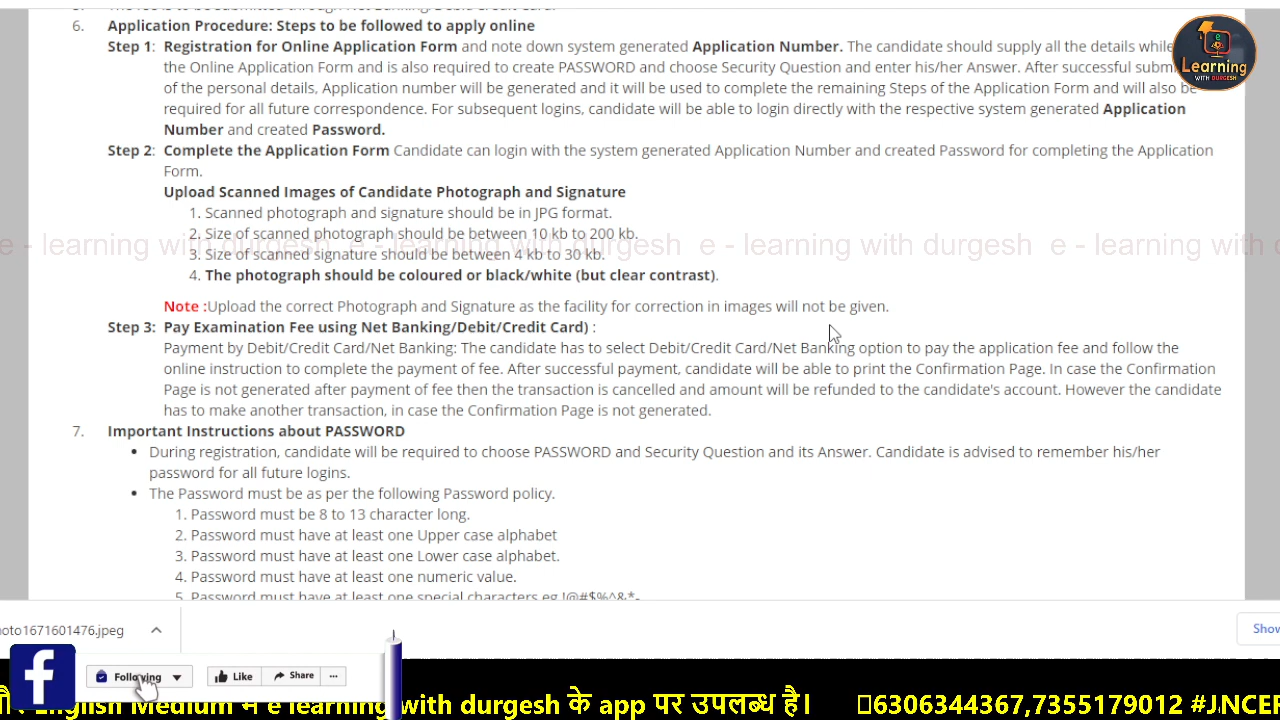 6. Application Procedure: Steps to be followed to apply online
Step 1: Registration for Online Application Form and note down system generated Application Number. The candidate should supply all the details while
the Online Application Form and is also required to create PASSWORD and choose Security Question and enter his/her Answer. After successful
of the personal details, Application number will be generated and it will be used to complete the remaining Steps of the Application Form and will also be
required for all future correspondence. For subsequent logins, candidate will be able to login directly with the respective system generated Application
Number and created Password.
Step 2: Complete the Application Form Candidate can login with the system generated Application Number and created Password for completing the Application
Form.
Upload Scanned Images of Candidate Photograph and Signature
1. Scanned photograph and signature should be in JPG format.
2. Size of scanned photograph should be between 10 kb to 200 kb.
e - learning with durgesh e - learning with durgesh e - learning with durgesh e - learning with
3. Size of scanned signature should be between 4 kb to 30 kb.
4. The photograph should be coloured or black/white (but clear contrast).
Note :Upload the correct Photograph and Signature as the facility for correction in images will not be given.
Step 3: Pay Examination Fee using Net Banking/Debit/Credit Card) :
Payment by Debit/Credit Card/Net Banking: The candidate has to select Debit/Credit Card/Net Banking option to pay the application fee and follow the
online instruction to complete the payment of fee. After successful payment, candidate will be able to print the Confirmation Page. In case the Confirmation
Page is not generated after payment of fee then the transaction is cancelled and amount will be refunded to the candidate's account. However the candidate
has to make another transaction, in case the Confirmation Page is not generated.
7. Important Instructions about PASSWORD
• During registration, candidate will be required to choose PASSWORD and Security Question and its Answer. Candidate is advised to remember his/her
password for all future logins.
• The Password must be as per the following Password policy.
1. Password must be 8 to 13 character long.
2. Password must have at least one Upper case alphabet
3. Password must have at least one Lower case alphabet.
4. Password must have at least one numeric value.
5. Password must have at least one special characters eg.!@#$%^&*-
e
Learning
WITH DURGESH
oto1671601476.jpeg
Show
f
Following
Like
Share
...
English Medium में e learning with durgesh के app पर उपलब्ध है। 6306344367,7355179012